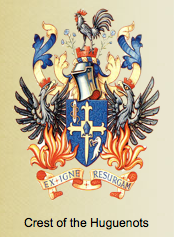 EX IGNE RESURGAM
Crest of the Huguenots